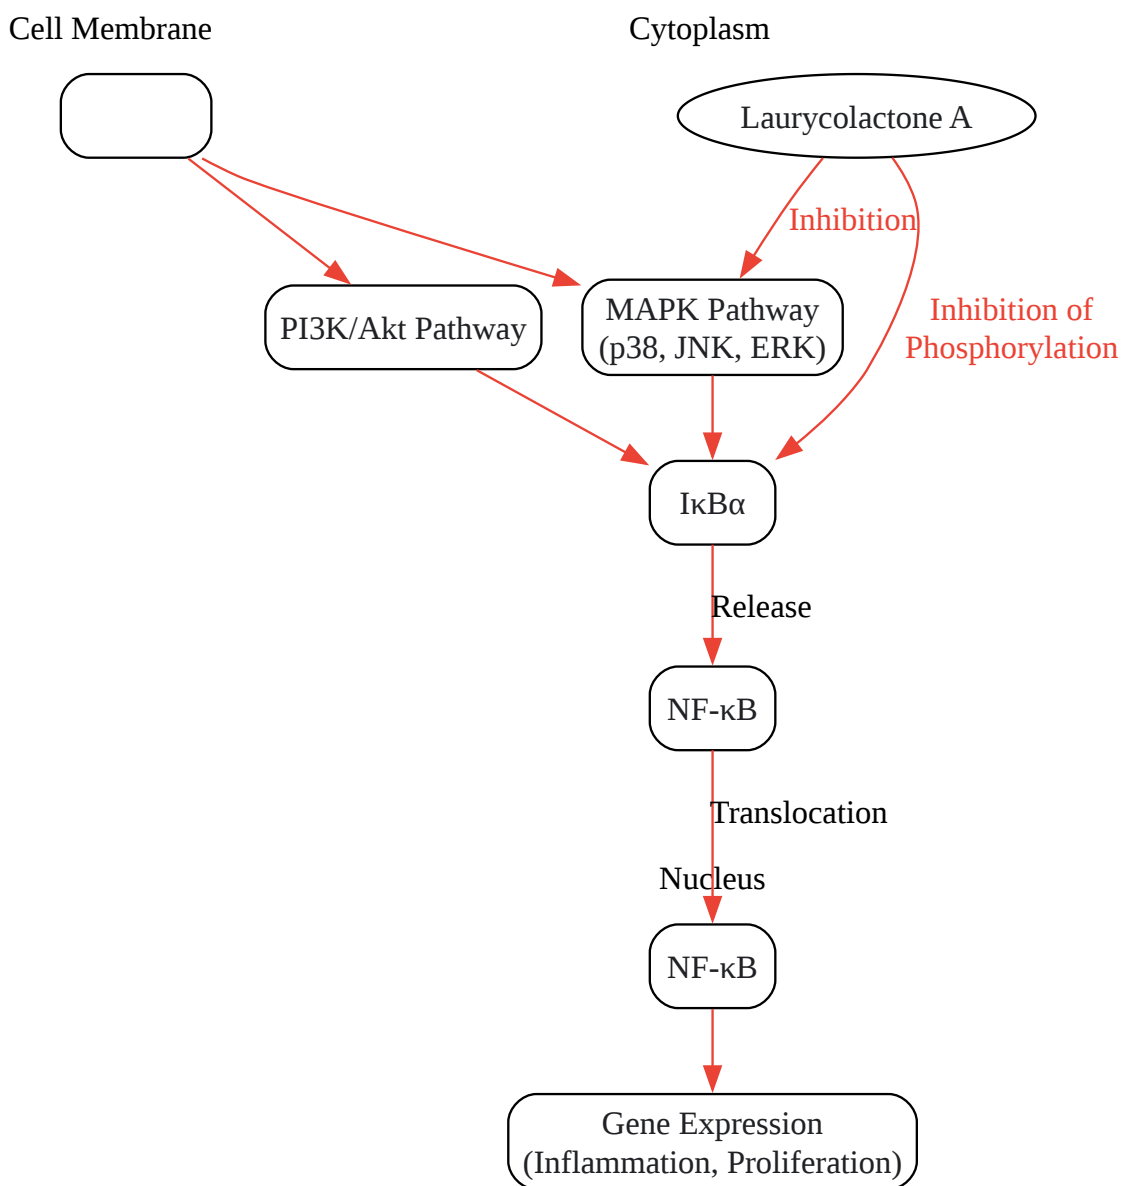 Cell Membrane
Cytoplasm
Laurycolactone A
Inhibition
PI3K/Akt Pathway
MAPK Pathway
(p38, JNK, ERK)
Inhibition of
Phosphorylation
IκBα
Release
NF-κB
Translocation
Nucleus
NF-κB
Gene Expression
(Inflammation, Proliferation)